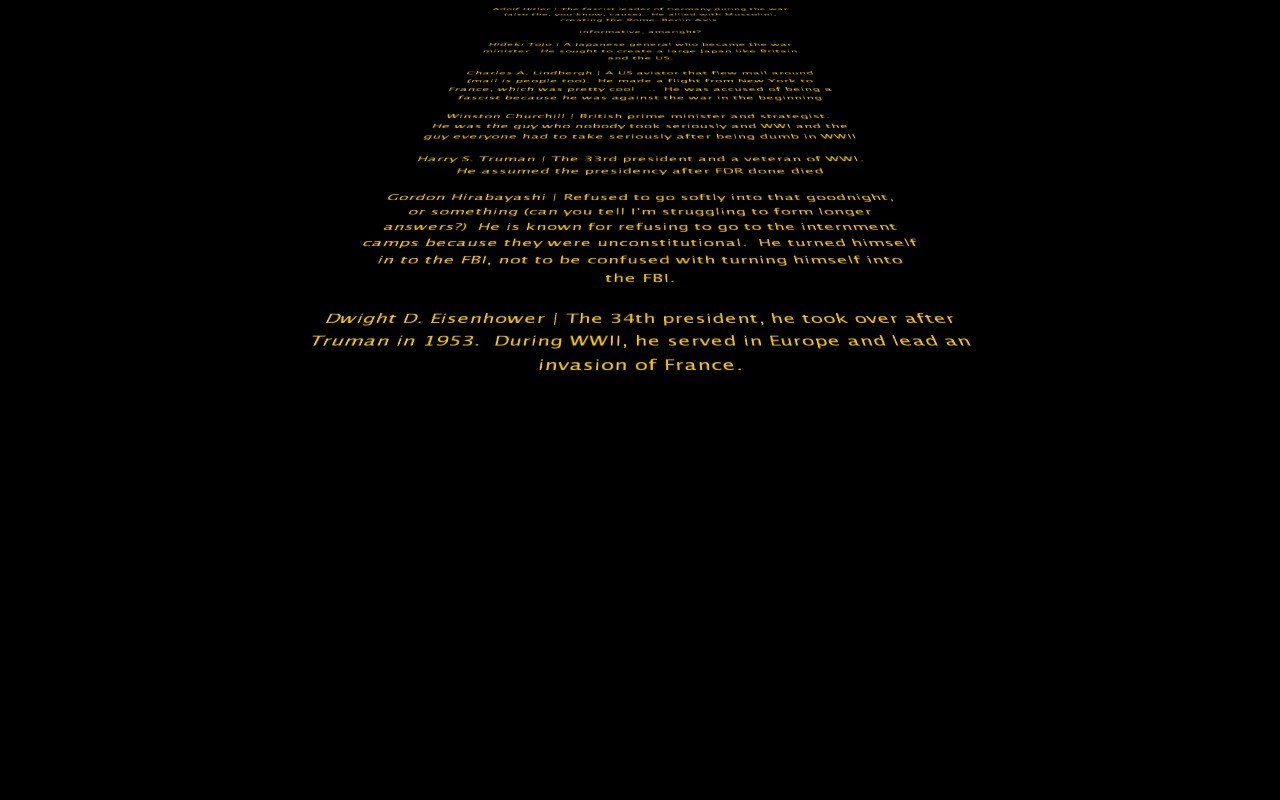 Adolf Hitler | The fascist leader of Germany during the war
(also the, you know, cause). He allied with Mussolini,
creating the Rome-Berlin Axis
informative, amaright?
Hideki Tojo | A Japanese general who became the war
minister. He sought to create a large Japan like Britain
and the US.
Charles A. Lindbergh | A US aviator that flew mail around
(mail is people too). He made a flight from New York to
France, which was pretty cool ... He was accused of being a
fascist because he was against the war in the beginning
Winston Churchill | British prime minister and strategist.
He was the guy who nobody took seriously and WWI and the
guy everyone had to take seriously after being dumb in WWII
Harry S. Truman | The 33rd president and a veteran of WWI.
He assumed the presidency after FDR done died
Gordon Hirabayashi | Refused to go softly into that goodnight,
or something (can you tell I'm struggling to form longer
answers?) He is known for refusing to go to the internment
camps because they were unconstitutional. He turned himself
in to the FBI, not to be confused with turning himself into
the FBI.
Dwight D. Eisenhower | The 34th president, he took over after
Truman in 1953. During WWII, he served in Europe and lead an
invasion of France.